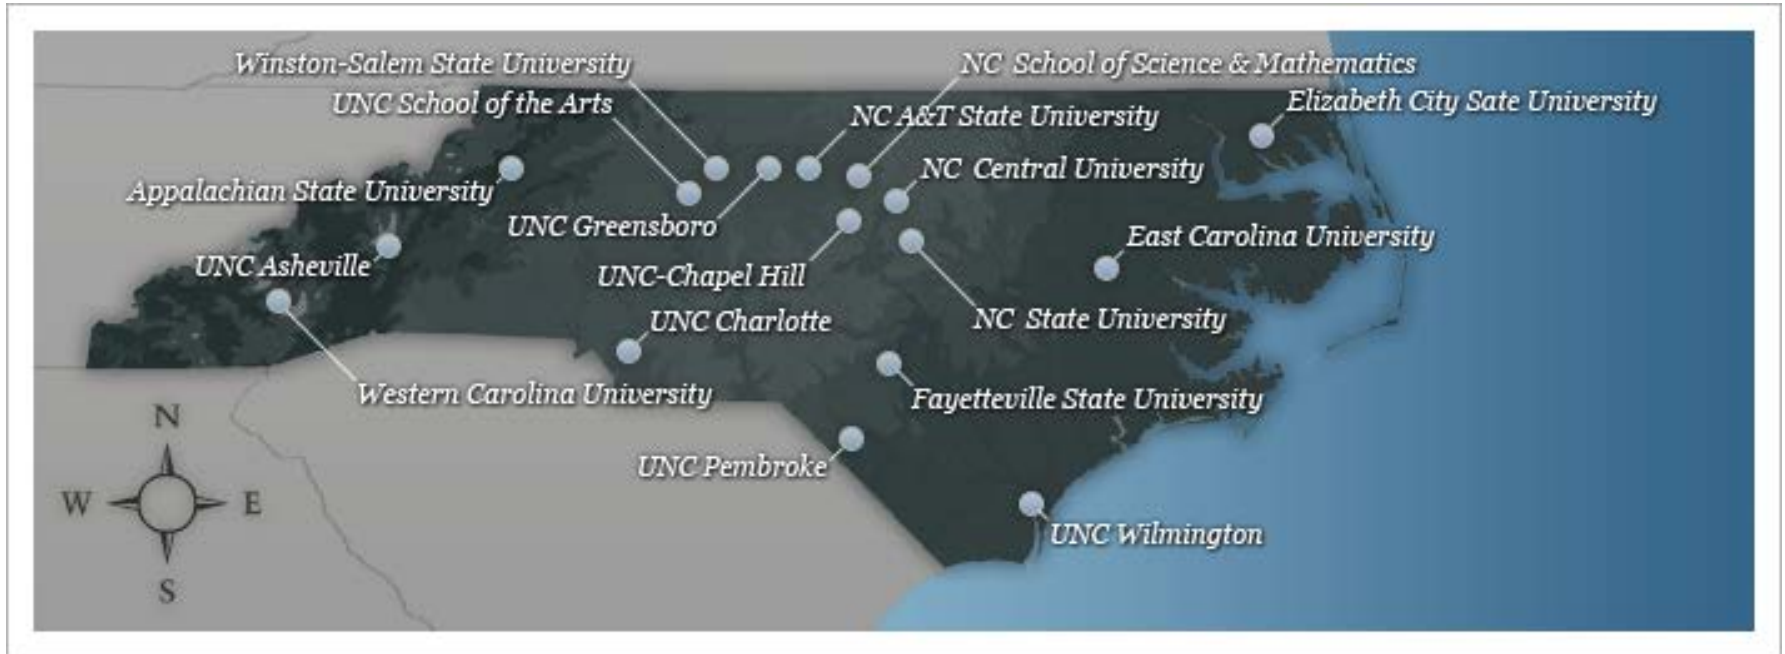 Winston-Salem State University
NC School of Science & Mathematics
UNC School of the Arts
Elizabeth City Sate University
NC A&T State University
NC Central University
Appalachian State University
UNC Greensboro
East Carolina University
UNC Asheville
UNC-Chapel Hill
UNC Charlotte
NC State University
Western Carolina University
Fayetteville State University
N
UNC Pembroke
W
E
UNC Wilmington
S